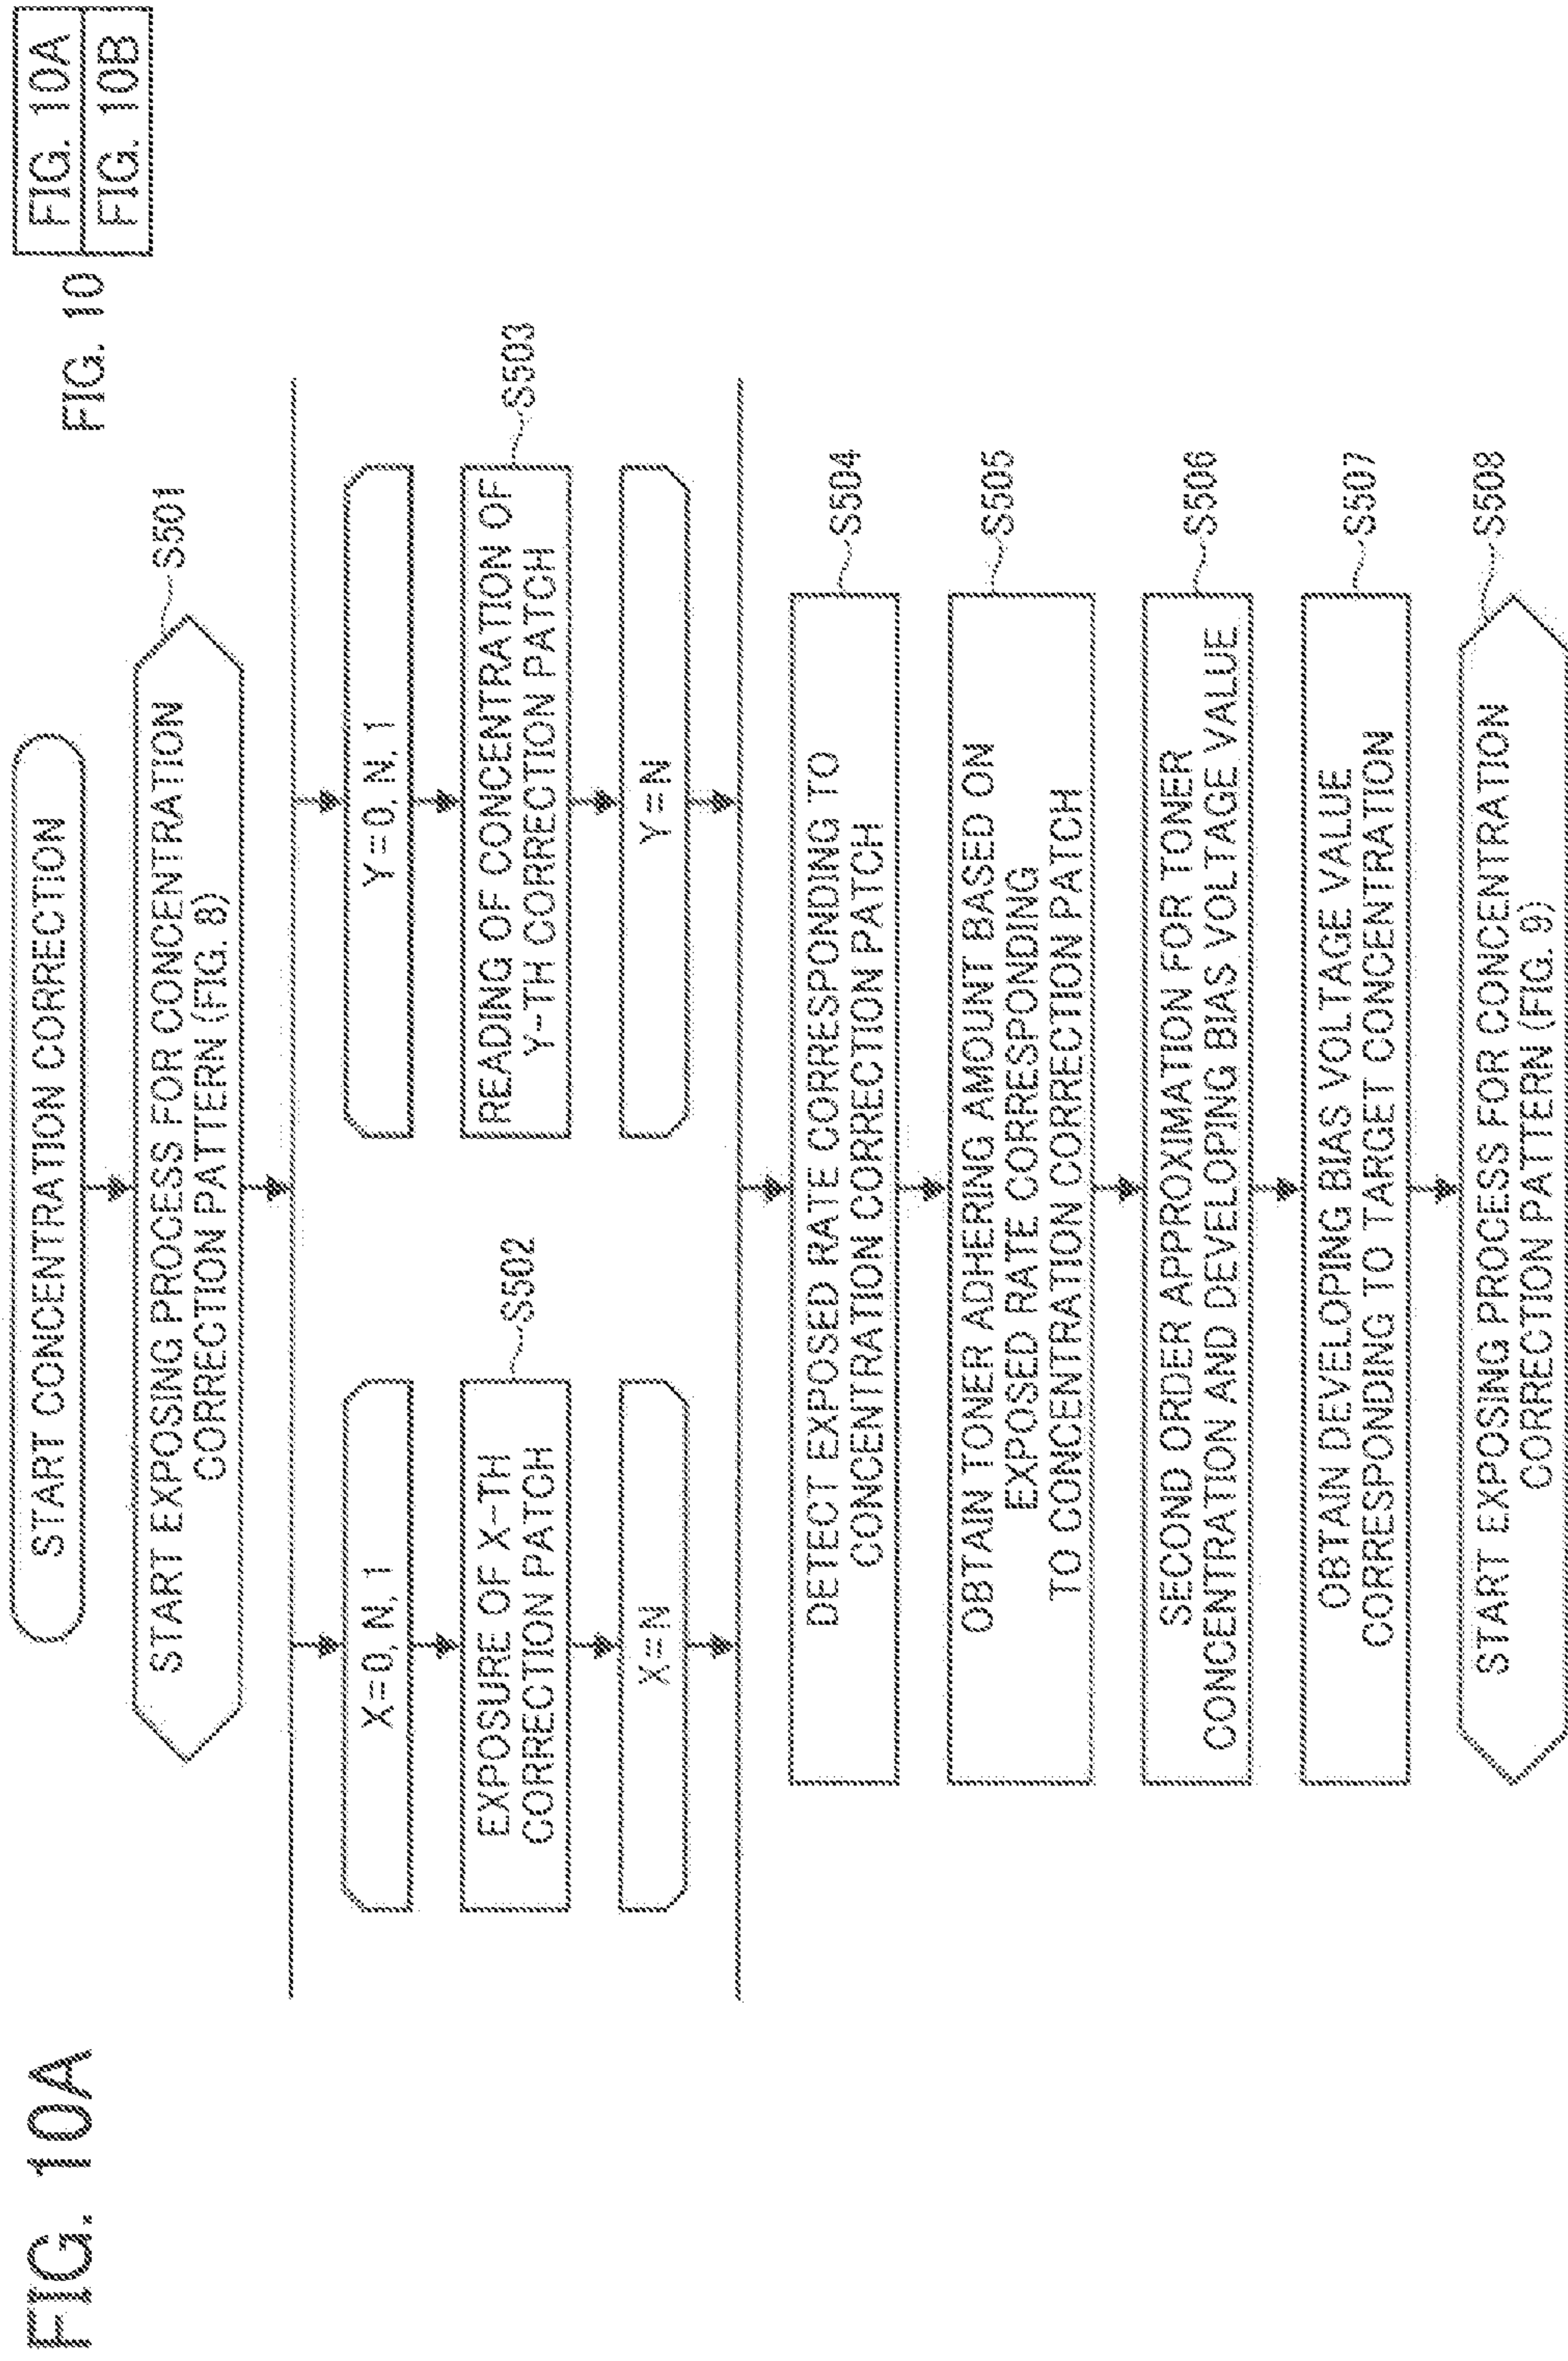 FIG. 10A
FIG. 10
FIG. 10A
FIG. 10B
START CONCENTRATION CORRECTION
START EXPOSING PROCESS FOR CONCENTRATION
CORRECTION PATTERN (FIG. 8)
S501
X=0, N, 1
EXPOSURE OF X-TH
CORRECTION PATCH
S502
X=N
Y=0, N, 1
READING OF CONCENTRATION OF
Y-TH CORRECTION PATCH
S503
Y=N
DETECT EXPOSED RATE CORRESPONDING TO
CONCENTRATION CORRECTION PATCH
S504
OBTAIN TONER ADHERING AMOUNT BASED ON
EXPOSED RATE CORRESPONDING
TO CONCENTRATION CORRECTION PATCH
S505
SECOND ORDER APPROXIMATION FOR TONER
CONCENTRATION AND DEVELOPING BIAS VOLTAGE VALUE
S506
OBTAIN DEVELOPING BIAS VOLTAGE VALUE
CORRESPONDING TO TARGET CONCENTRATION
S507
START EXPOSING PROCESS FOR CONCENTRATION
CORRECTION PATTERN (FIG. 9)
S508